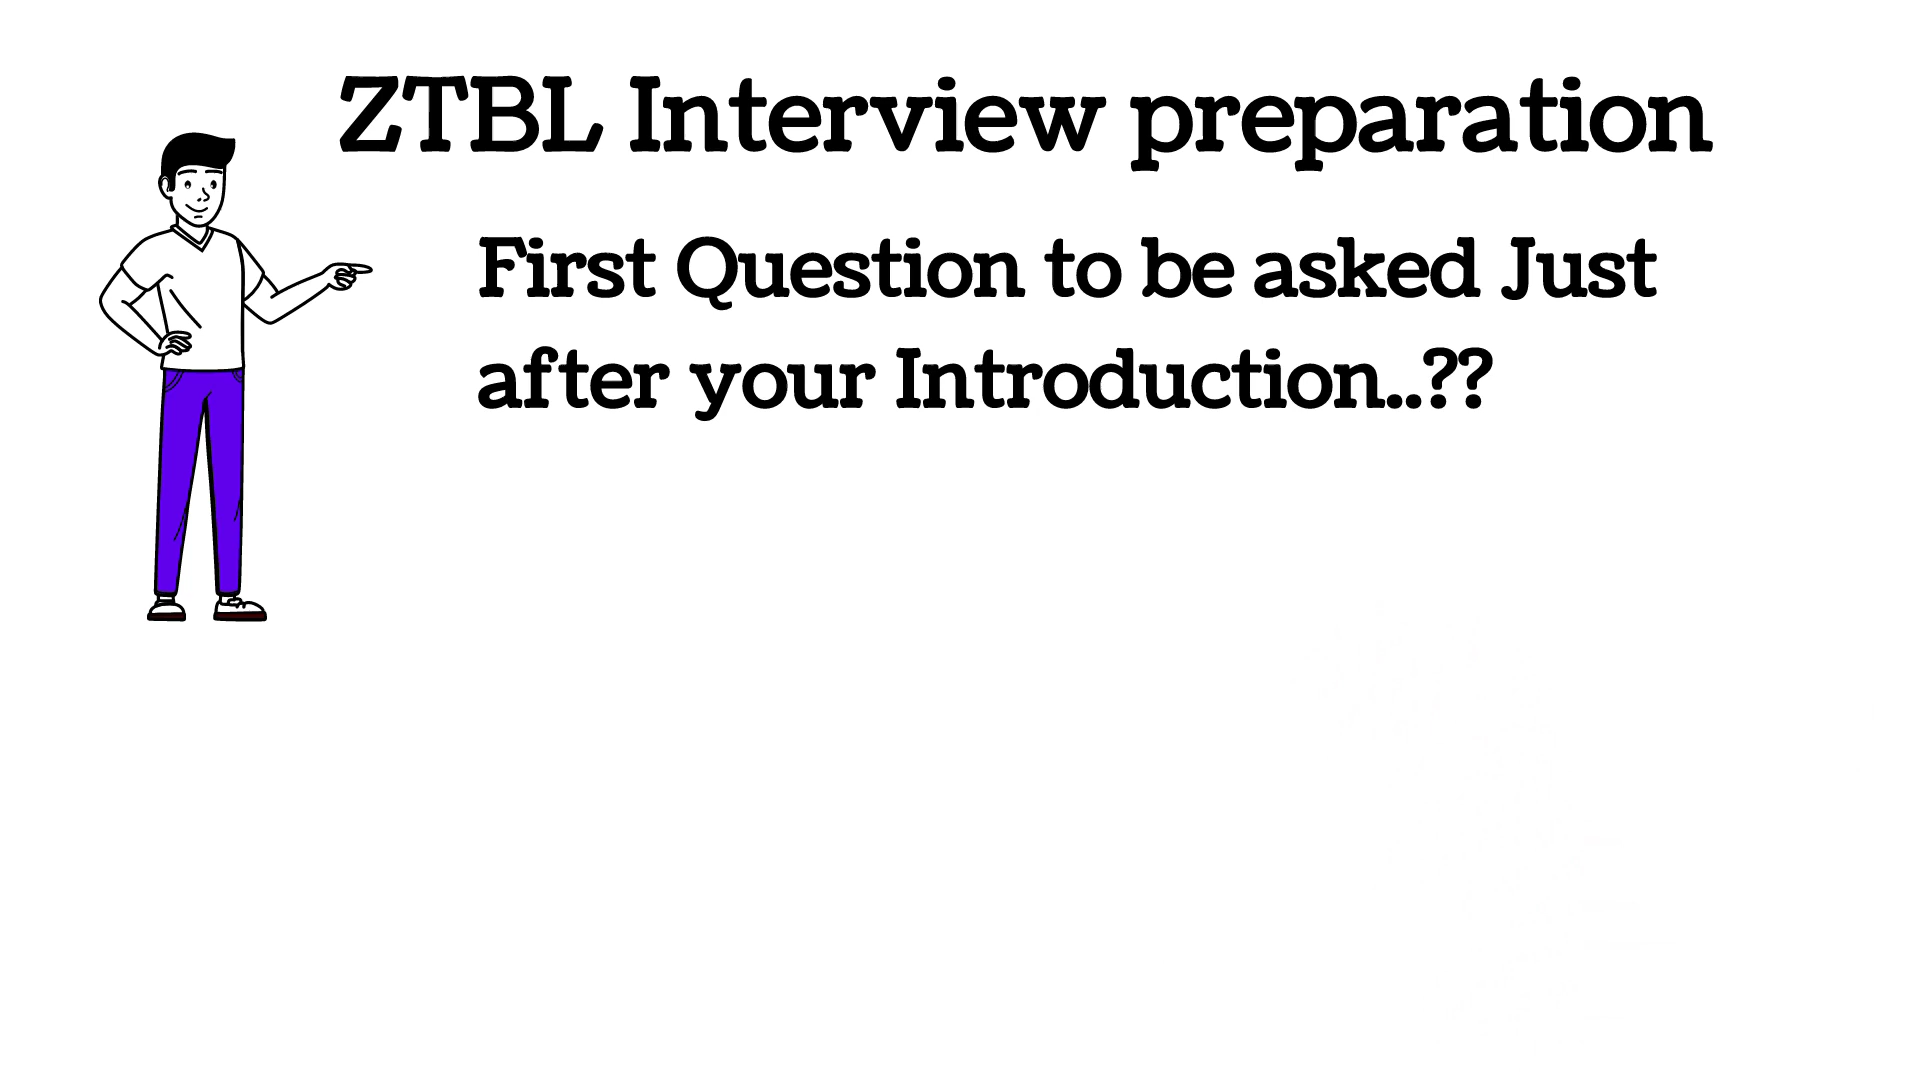 ZTBL Interview preparation
First Question to be asked Just
after your Introduction..??